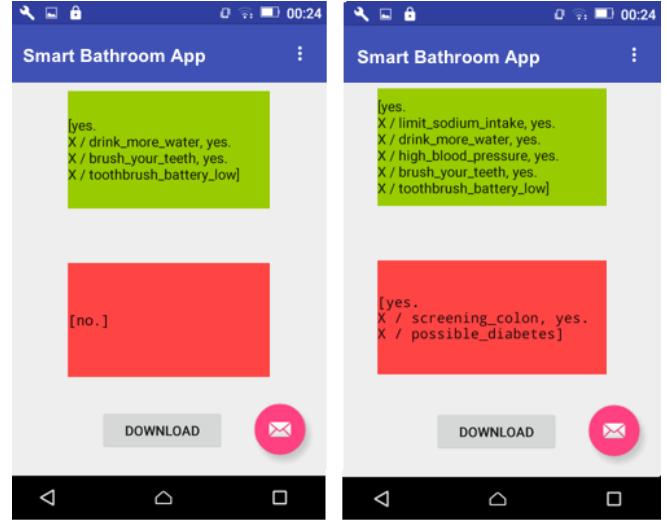 00:24
Smart Bathroom App
[yes.
X / drink_more_water, yes.
X / brush_your_teeth, yes.
X / toothbrush_battery_low]
[no.]
DOWNLOAD
00:24
Smart Bathroom App
[yes.
X / limit_sodium_intake, yes.
X / drink_more_water, yes.
X / high_blood_pressure, yes.
X / brush_your_teeth, yes.
X / toothbrush_battery_low]
[yes.
X / screening_colon, yes.
X / possible_diabetes]
DOWNLOAD